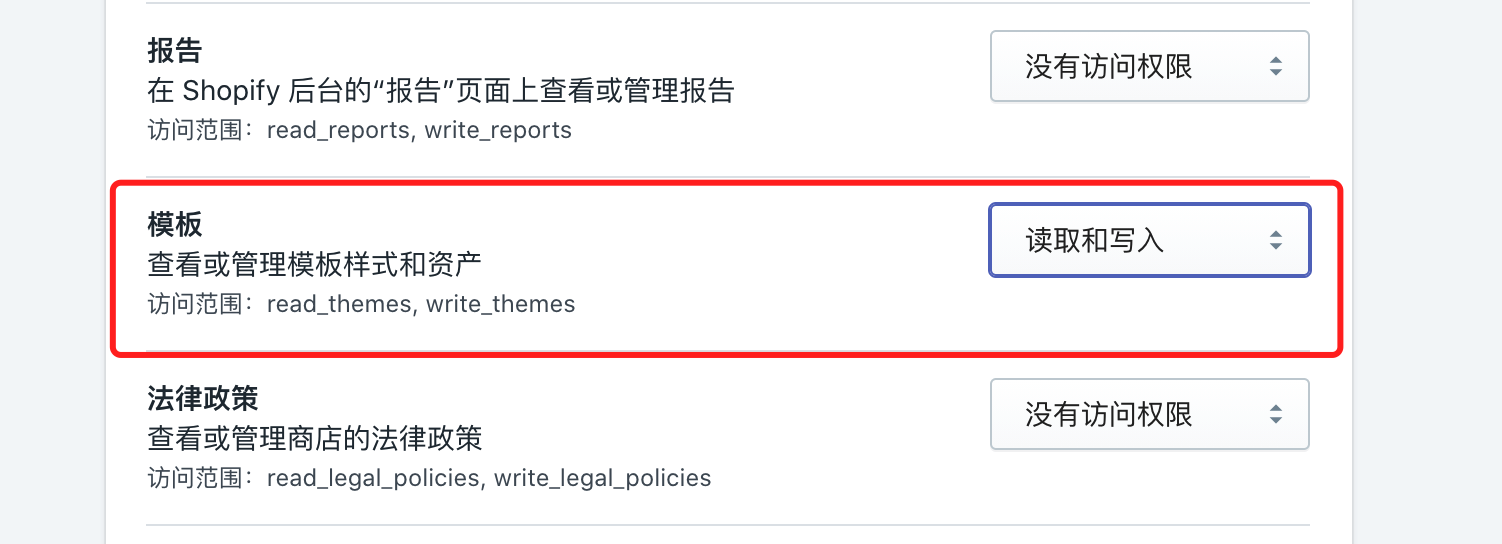 报告
没有访问权限
在 Shopify 后台的“报告”页面上查看或管理报告
访问范围：read_reports, write_reports
模板
读取和写入
查看或管理模板样式和资产
访问范围：read_themes, write_themes
法律政策
没有访问权限
查看或管理商店的法律政策
访问范围：read_legal_policies, write_legal_policies